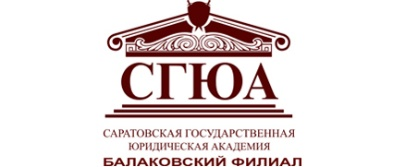 СГЮА
САРАТОВСКАЯ ГОСУДАРСТВЕННАЯ
ЮРИДИЧЕСКАЯ АКАДЕМИЯ
БАЛАКОВСКИЙ ФИЛИАЛ